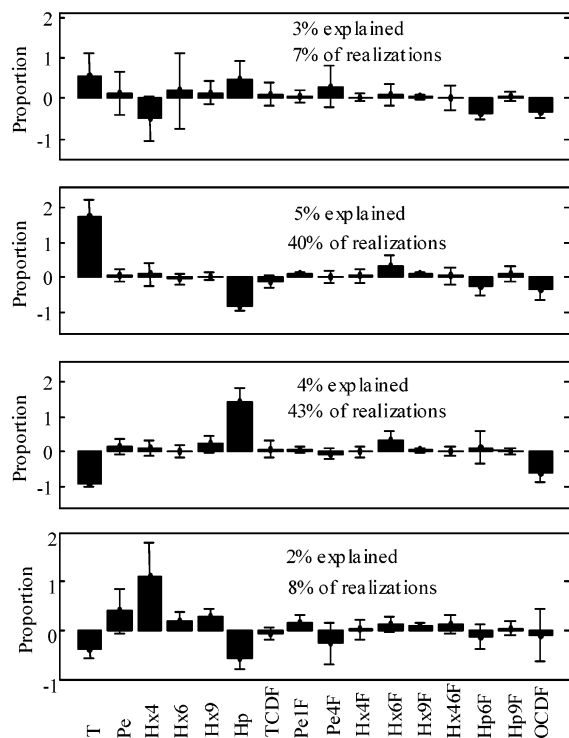 2
1
0
-1
Proportion
3% explained
7% of realizations
2
1
0
-1
Proportion
5% explained
40% of realizations
2
1
0
-1
Proportion
4% explained
43% of realizations
2
1
0
-1
Proportion
2% explained
8% of realizations
T
Pe
Hx4
Hx6
Hx9
Hp
TCDF
Pe1F
Pe4F
Hx4F
Hx6F
Hx9F
Hx46F
Hp6F
Hp9F
OCDF